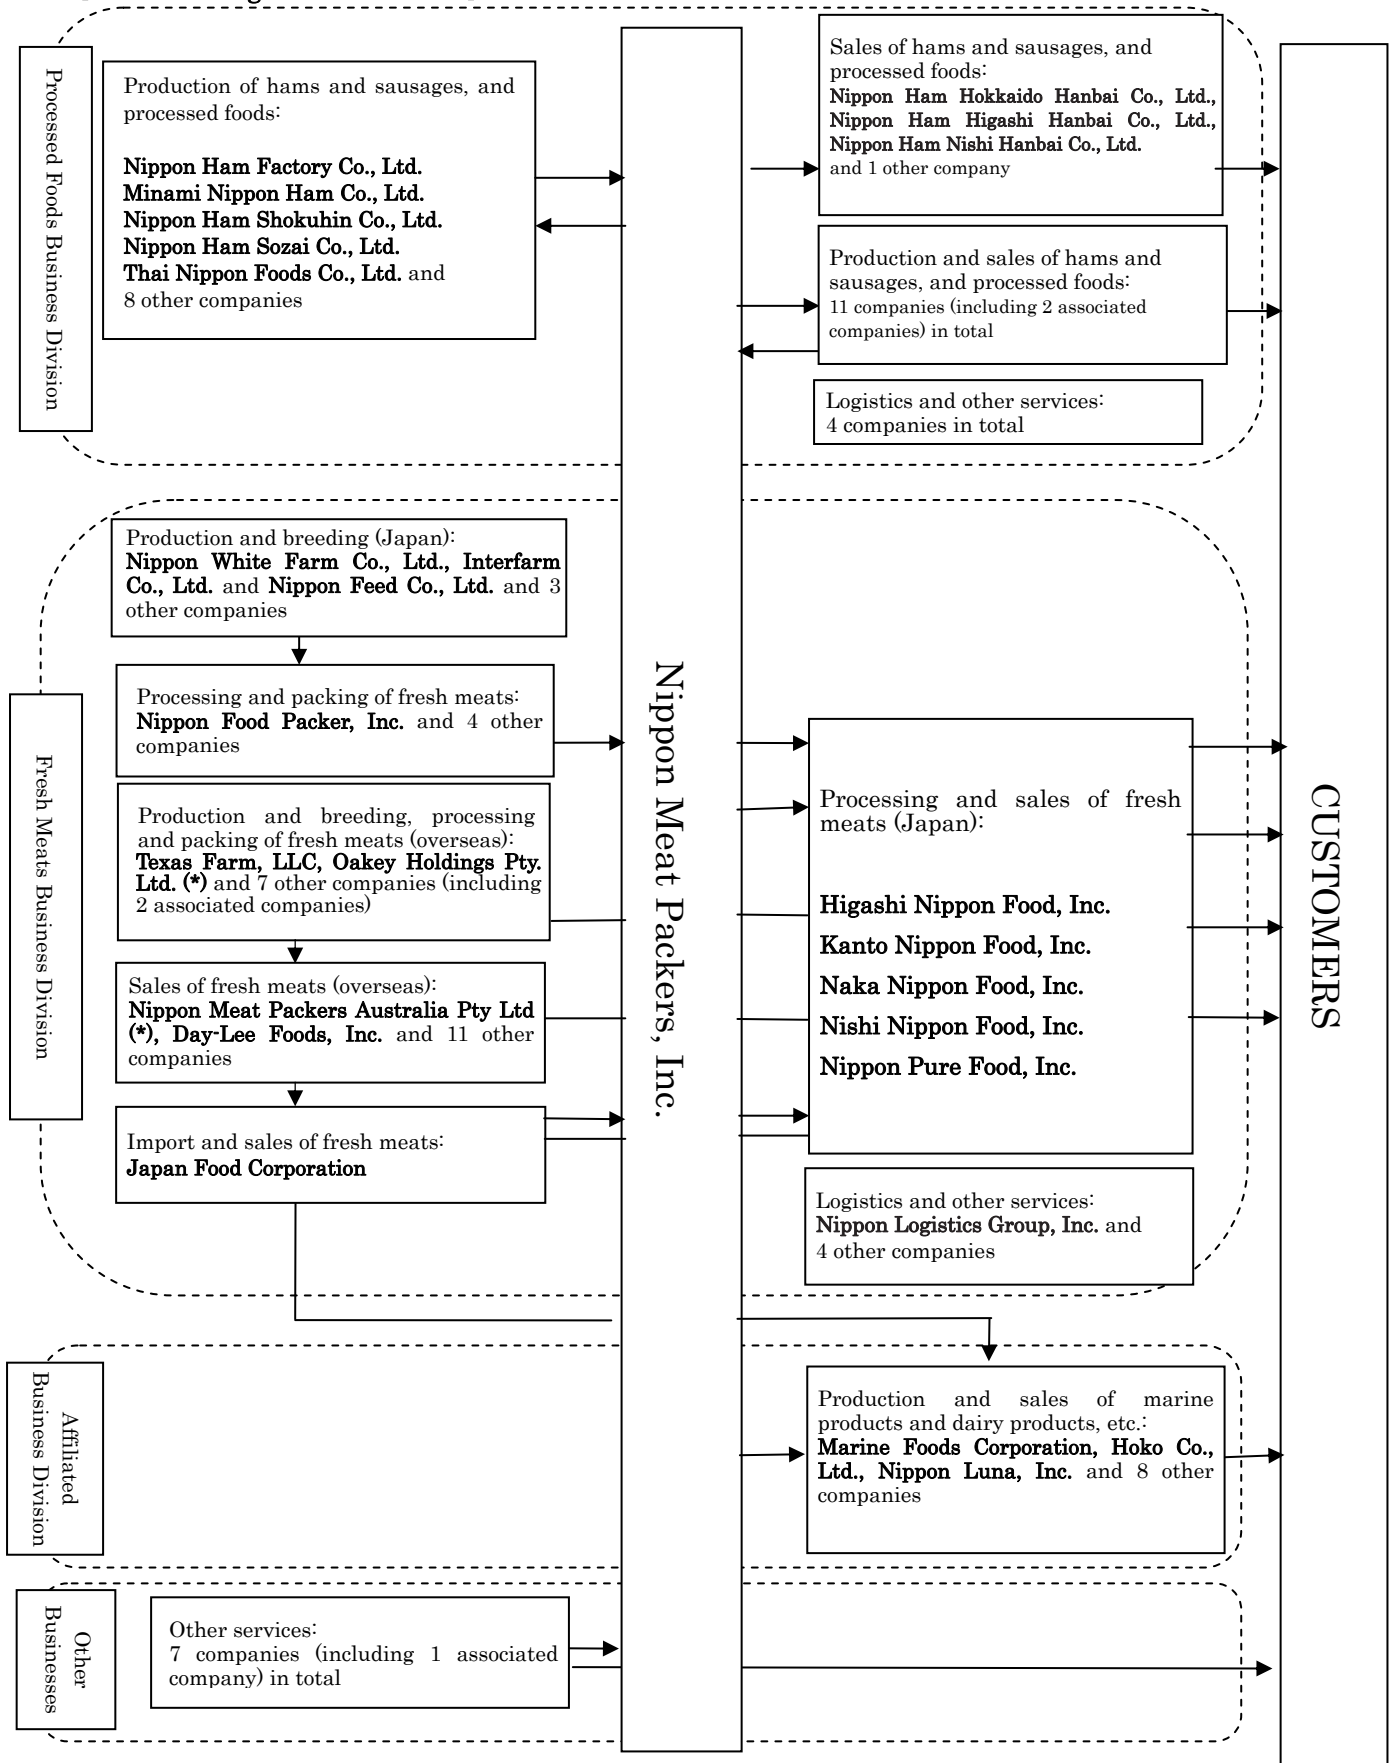 Processed Foods Business Division
Production of hams and sausages, and
processed foods:
Nippon Ham Factory Co., Ltd.
Minami Nippon Ham Co., Ltd.
Nippon Ham Shokuhin Co., Ltd.
Nippon Ham Sozai Co., Ltd.
Thai Nippon Foods Co., Ltd. and
8 other companies
Sales of hams and sausages, and
processed foods:
Nippon Ham Hokkaido Hanbai Co., Ltd.,
Nippon Ham Higashi Hanbai Co., Ltd.,
Nippon Ham Nishi Hanbai Co., Ltd.
and 1 other company
Production and sales of hams and
sausages, and processed foods:
11 companies (including 2 associated
companies) in total
Logistics and other services:
4 companies in total
Fresh Meats Business Division
Production and breeding (Japan):
Nippon White Farm Co., Ltd., Interfarm
Co., Ltd. and Nippon Feed Co., Ltd. and 3
other companies
Processing and packing of fresh meats:
Nippon Food Packer, Inc. and 4 other
companies
Production and breeding, processing
and packing of fresh meats (overseas):
Texas Farm, LLC, Oakey Holdings Pty.
Ltd. (*) and 7 other companies (including
2 associated companies)
Sales of fresh meats (overseas):
Nippon Meat Packers Australia Pty Ltd
(*), Day-Lee Foods, Inc. and 11 other
companies
Import and sales of fresh meats:
Japan Food Corporation
Nippon Meat Packers, Inc.
Processing and sales of fresh
meats (Japan):
Higashi Nippon Food, Inc.
Kanto Nippon Food, Inc.
Naka Nippon Food, Inc.
Nishi Nippon Food, Inc.
Nippon Pure Food, Inc.
Logistics and other services:
Nippon Logistics Group, Inc. and
4 other companies
CUSTOMERS
Affiliated
Business Division
Production and sales of marine
products and dairy products, etc.:
Marine Foods Corporation, Hoko Co.,
Ltd., Nippon Luna, Inc. and 8 other
companies
Other
Businesses
Other services:
7 companies (including 1 associated
company) in total